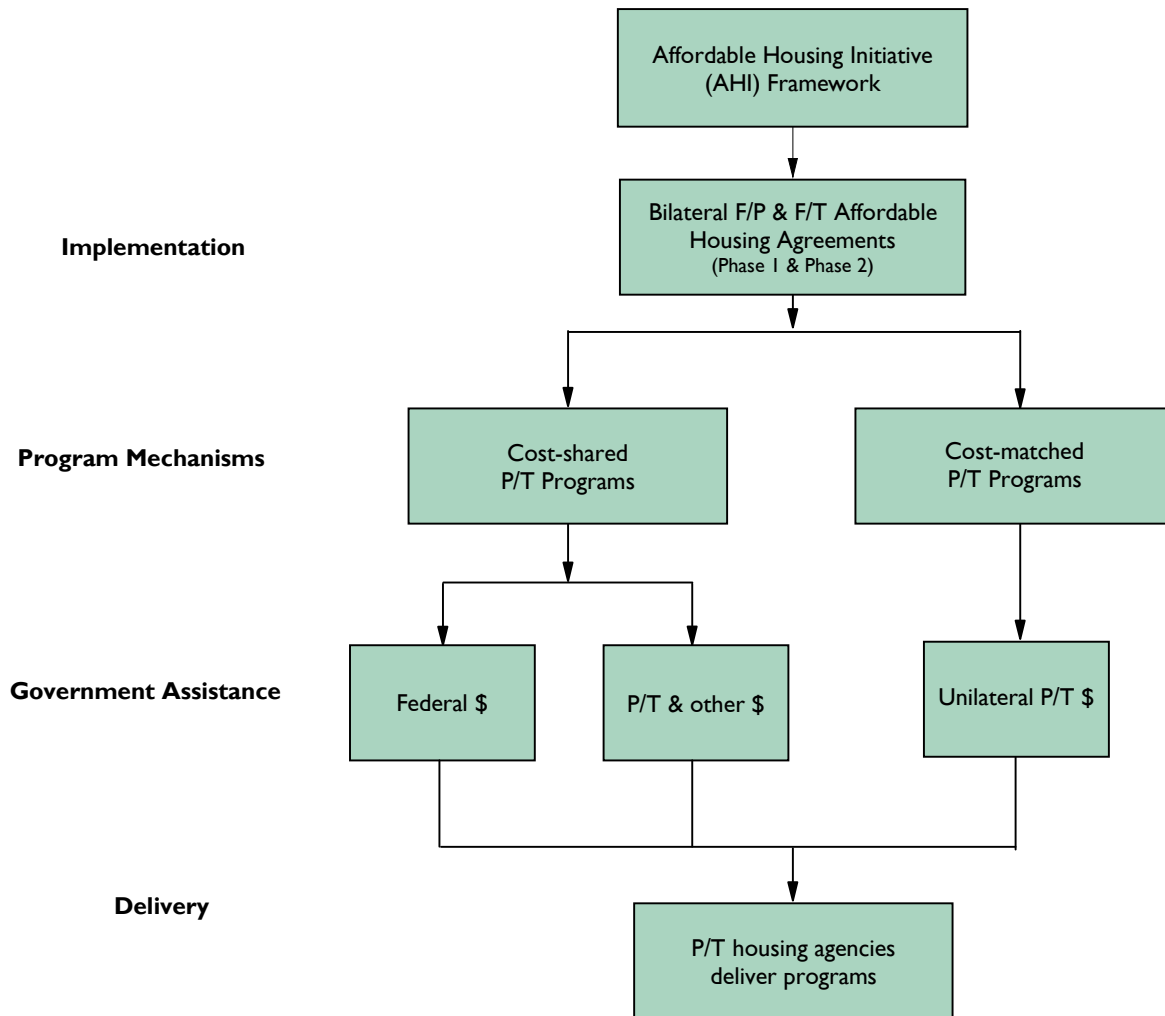 Affordable Housing Initiative
(AHI) Framework
Implementation
Bilateral F/P & F/T Affordable
Housing Agreements
(Phase 1 & Phase 2)
Program Mechanisms
Cost-shared
P/T Programs
Cost-matched
P/T Programs
Government Assistance
Federal $
P/T & other $
Unilateral P/T $
Delivery
P/T housing agencies
deliver programs